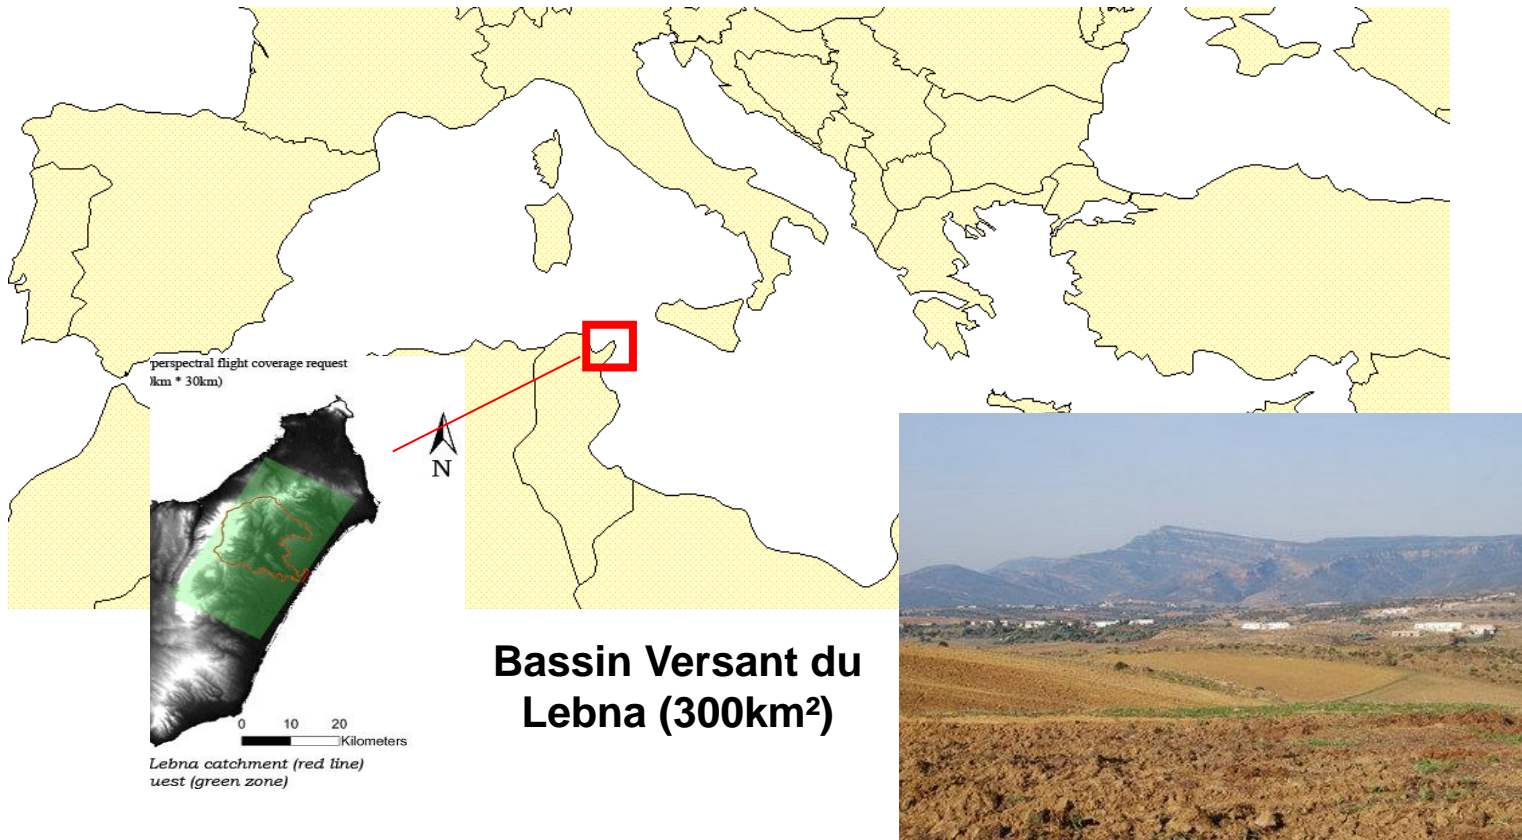 perspectral flight coverage request
km * 30km)
N
0 10 20
Kilometers
Lebna catchment (red line)
uest (green zone)
Bassin Versant du
Lebna (300km²)